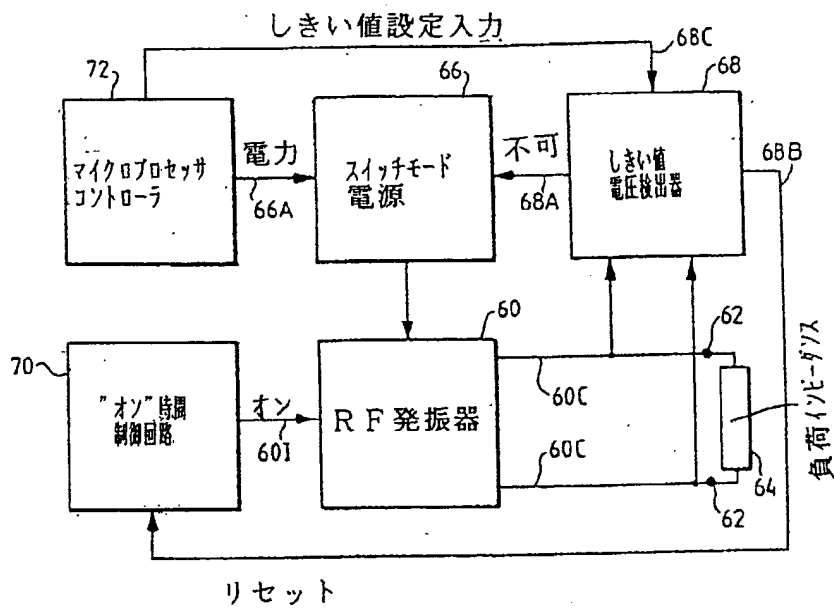 しきい値設定入力
68C
72
66
68
マイクロプロセッサ
コントローラ
電力
66A
スイッチモード
電源
不可
68A
しきい値
電圧検出器
68B
60
62
70
"オン"時間
制御回路
オン
60I
RF発振器
60C
60C
62
64
負荷インピーダンス
リセット